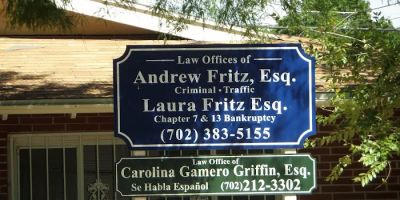 Law Offices of
Andrew Fritz, Esq.
Criminal • Traffic
Laura Fritz Esq.
Chapter 7 & 13 Bankruptcy
(702) 383-5155
Law Office of
Carolina Gamero Griffin, Esq.
Se Habla Español (702) 212-3302